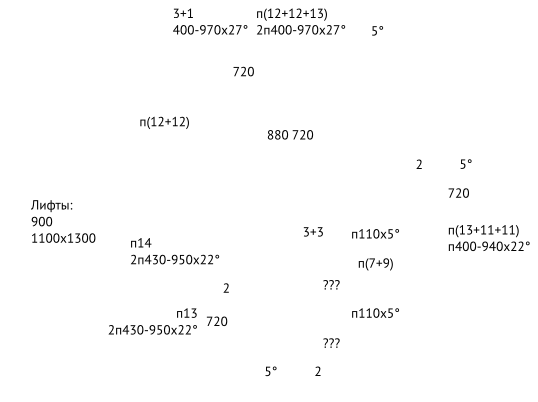 3+1
400-970x27°
п(12+12+13)
2п400-970x27°
5°
720
п(12+12)
880 720
2
5°
720
Лифты:
900
1100x1300
п14
2п430-950x22°
3+3
п110x5°
п(13+11+11)
п400-940x22°
п(7+9)
2
???
п13
2п430-950x22°
720
п110x5°
???
5°
2